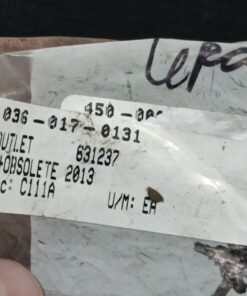 450-00
036-017-0131
OUTLET 631237
*OBSOLETE 2013
C: C111A U/M: EA